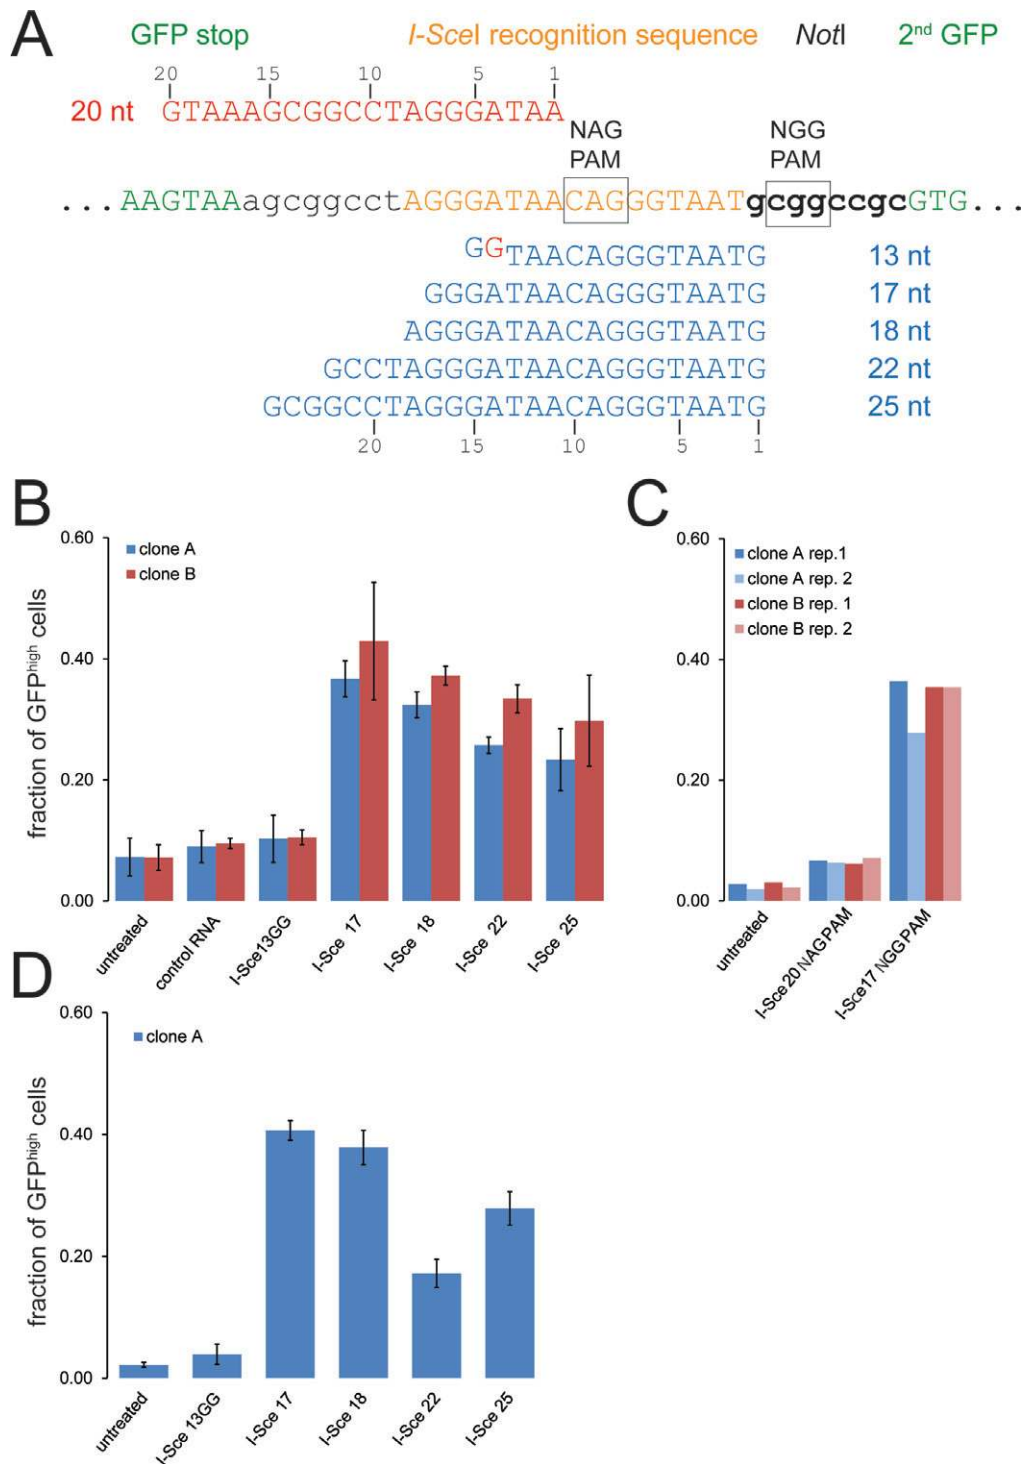 A
GFP stop I-SceI recognition sequence NotI 2nd GFP
20 15 10 5 1
20 nt GTAAAGCGGCCTAGGGATAA
NAG NGG
PAM PAM
...AAGTAAagcggcctAGGGATAACAGGGTAATgcggccgcGTG...
GGTAACAGGGTAATG 13 nt
GGGATAACAGGGTAATG 17 nt
AGGGATAACAGGGTAATG 18 nt
GCCTAGGGATAACAGGGTAATG 22 nt
GCGGCCTAGGGATAACAGGGTAATG 25 nt
20 15 10 5 1
B
fraction of GFPhigh cells
0.60
0.40
0.20
0.00
clone A
clone B
untreated
control RNA
I-Sce13GG
I-Sce 17
I-Sce 18
I-Sce 22
I-Sce 25
C
0.60
0.40
0.20
0.00
clone A rep.1
clone A rep. 2
clone B rep. 1
clone B rep. 2
untreated
I-Sce20 NAG PAM
I-Sce17 NGG PAM
D
fraction of GFPhigh cells
0.60
0.40
0.20
0.00
clone A
untreated
I-Sce 13GG
I-Sce 17
I-Sce 18
I-Sce 22
I-Sce 25